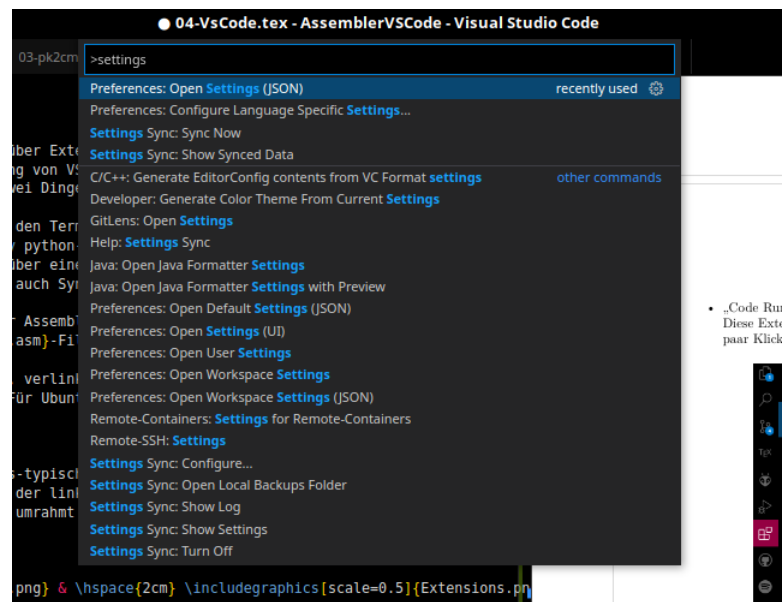 ● 04-VsCode.tex - AssemblerVSCode - Visual Studio Code
03-pk2cm
>settings
Preferences: Open Settings (JSON) recently used
Preferences: Configure Language Specific Settings...
Settings Sync: Sync Now
Settings Sync: Show Synced Data
C/C++: Generate EditorConfig contents from VC Format settings other commands
Developer: Generate Color Theme From Current Settings
GitLens: Open Settings
Help: Settings Sync
Java: Open Java Formatter Settings
Java: Open Java Formatter Settings with Preview
Preferences: Open Default Settings (JSON)
Preferences: Open Settings (UI)
Preferences: Open User Settings
Preferences: Open Workspace Settings
Preferences: Open Workspace Settings (JSON)
Remote-Containers: Settings for Remote-Containers
Remote-SSH: Settings
Settings Sync: Configure...
Settings Sync: Open Local Backups Folder
Settings Sync: Show Log
Settings Sync: Show Settings
Settings Sync: Turn Off
über Exte
ng von VS
wei Dinge
den Term
python-
über eine
auch Syn
r Assemb
.asm}-Fil
verlink
Für Ubunt
s-typisch
der link
umrahmt
.png} & \hspace{2cm} \includegraphics[scale=0.5]{Extensions.pn
• „Code Run
Diese Exte
paar Klick
TEX